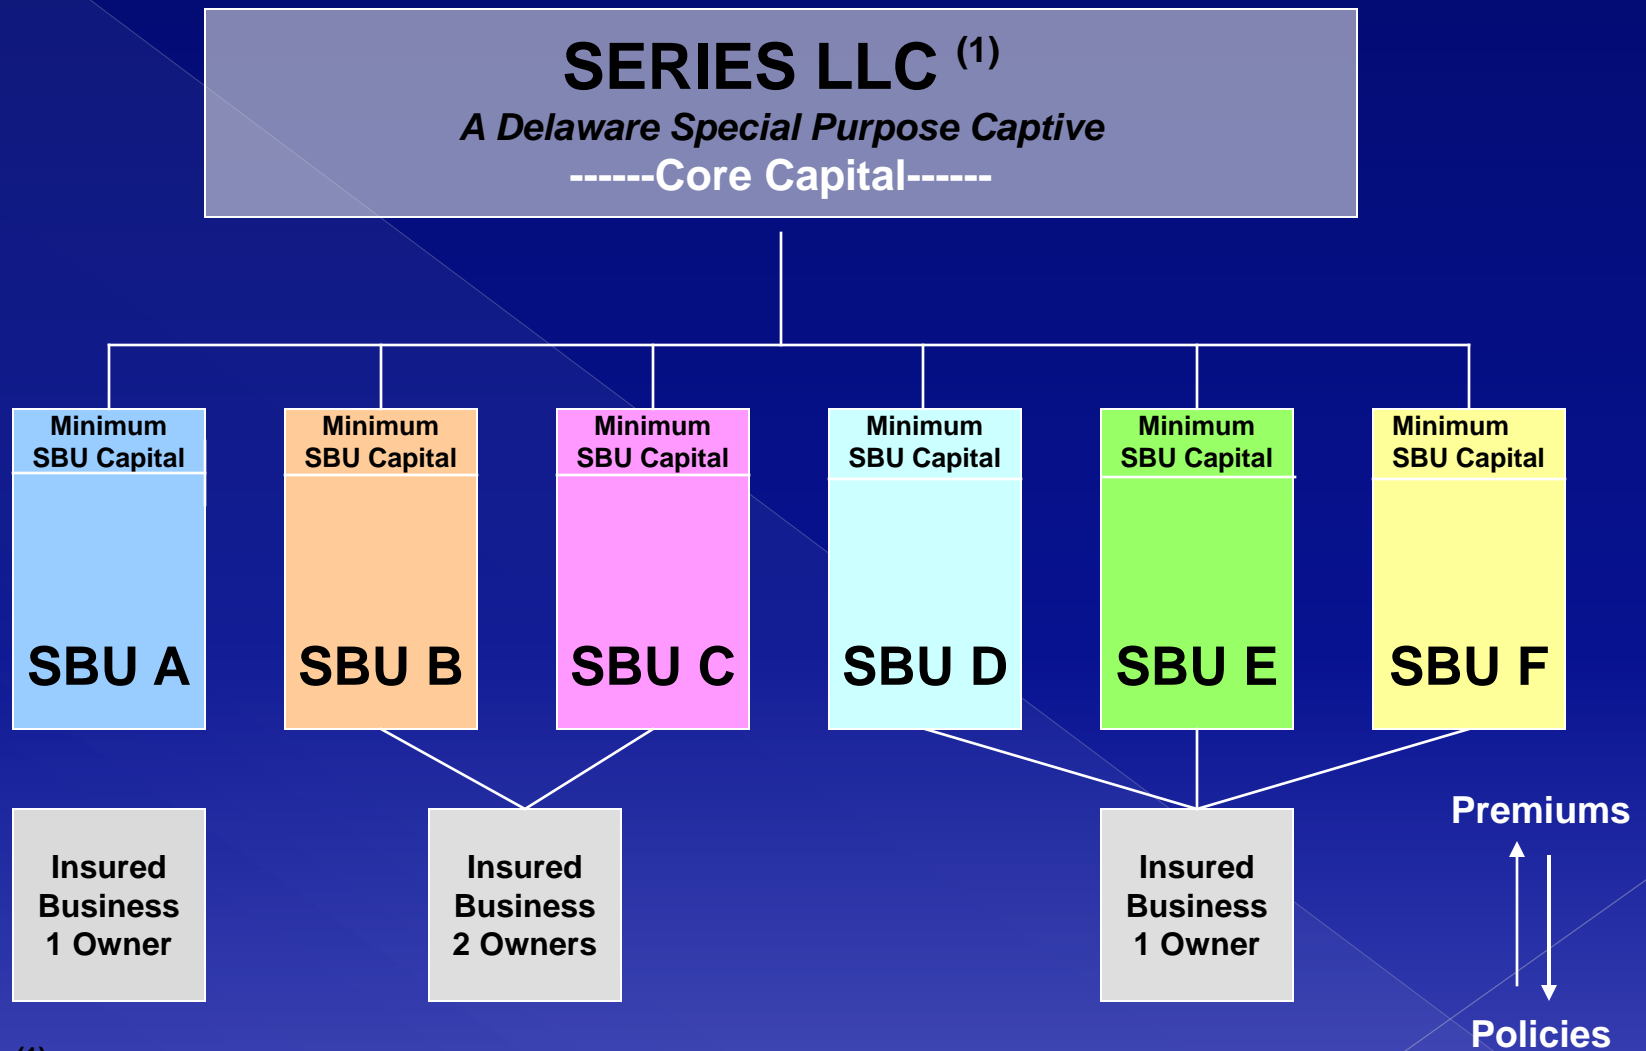 SERIES LLC (1)
A Delaware Special Purpose Captive
------Core Capital------
Minimum
SBU Capital
SBU A
Minimum
SBU Capital
SBU B
Minimum
SBU Capital
SBU C
Minimum
SBU Capital
SBU D
Minimum
SBU Capital
SBU E
Minimum
SBU Capital
SBU F
Insured
Business
1 Owner
Insured
Business
2 Owners
Insured
Business
1 Owner
Premiums
Policies
(1)